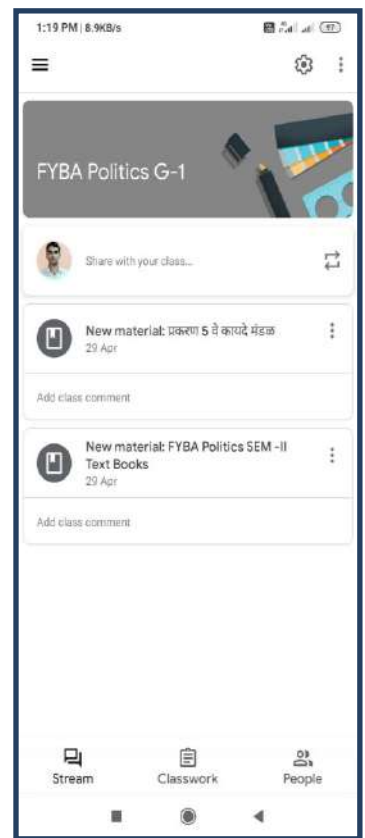 1:19 PM | 8.9KB/s
97
FYBA Politics G-1
Share with your class...
New material: प्रकरण 5 वे कायदे मंडळ
29 Apr
Add class comment
New material: FYBA Politics SEM -II
Text Books
29 Apr
Add class comment
Stream Classwork People